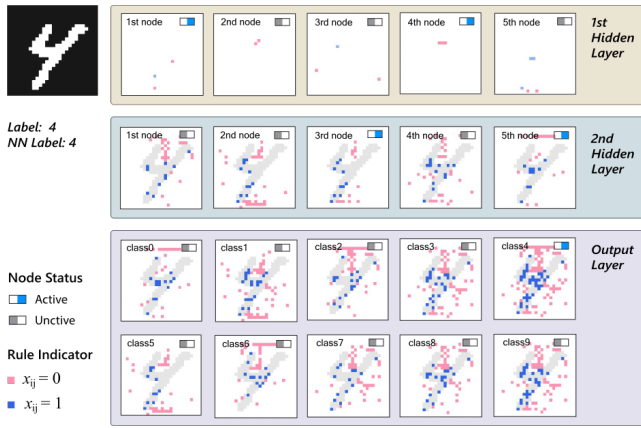 1st node
2nd node
3rd node
4th node
5th node
1st
Hidden
Layer
Label: 4
NN Label: 4
1st node
2nd node
3rd node
4th node
5th node
2nd
Hidden
Layer
class0
class1
class2
class3
class4
Output
Layer
Node Status
Active
Unctive
class5
class6
class7
class8
class9
Rule Indicator
xij = 0
xij = 1